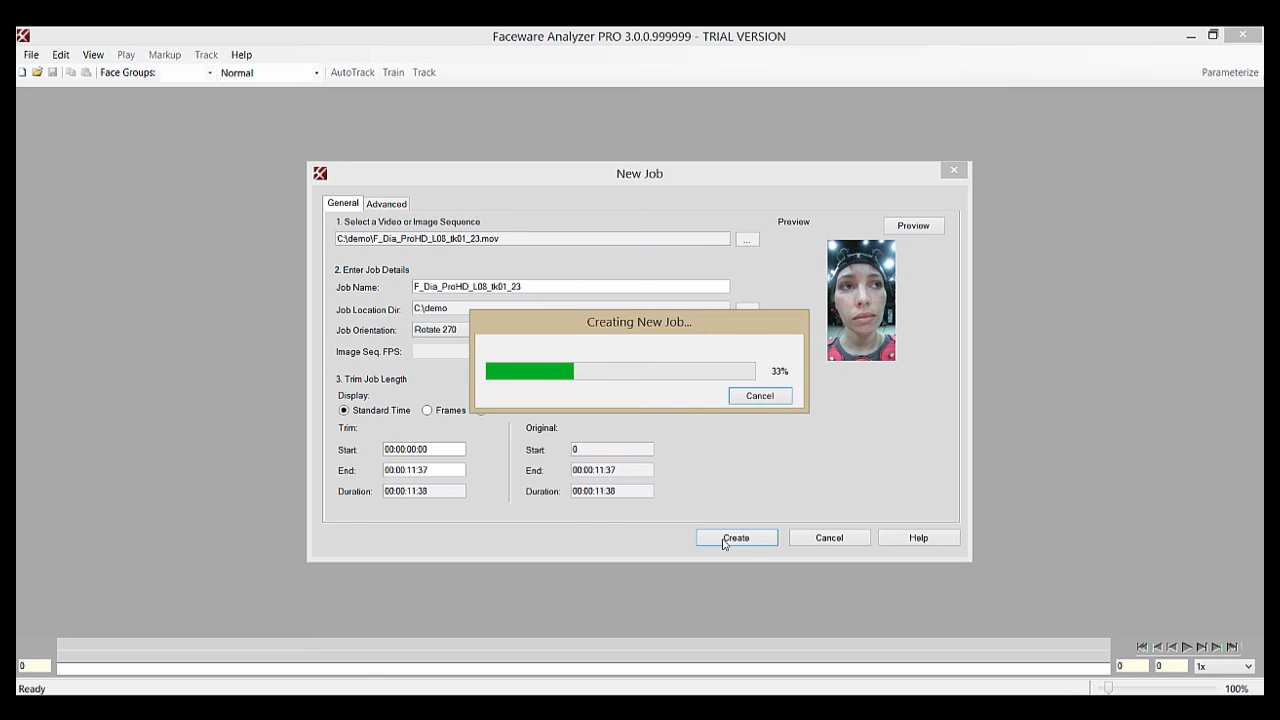 Faceware Analyzer PRO 3.0.0.999999 - TRIAL VERSION
File Edit View Play Markup Track Help
Face Groups: Normal AutoTrack Train Track Parameterize
New Job
General Advanced
1. Select a Video or Image Sequence
Preview
Preview
C:\demo\F_Dia_ProHD_L08_tk01_23.mov ...
2. Enter Job Details
Job Name: F_Dia_ProHD_L08_tk01_23
Job Location Dir: C:\demo
Job Orientation: Rotate 270
Image Seq. FPS:
Creating New Job...
33%
Cancel
3. Trim Job Length
Display:
Standard Time Frames
Trim: Original:
Start: 00:00:00:00 Start: 0
End: 00:00:11:37 End: 00:00:11:37
Duration: 00:00:11:38 Duration: 00:00:11:38
Create Cancel Help
0 0 0 1x
Ready 100%